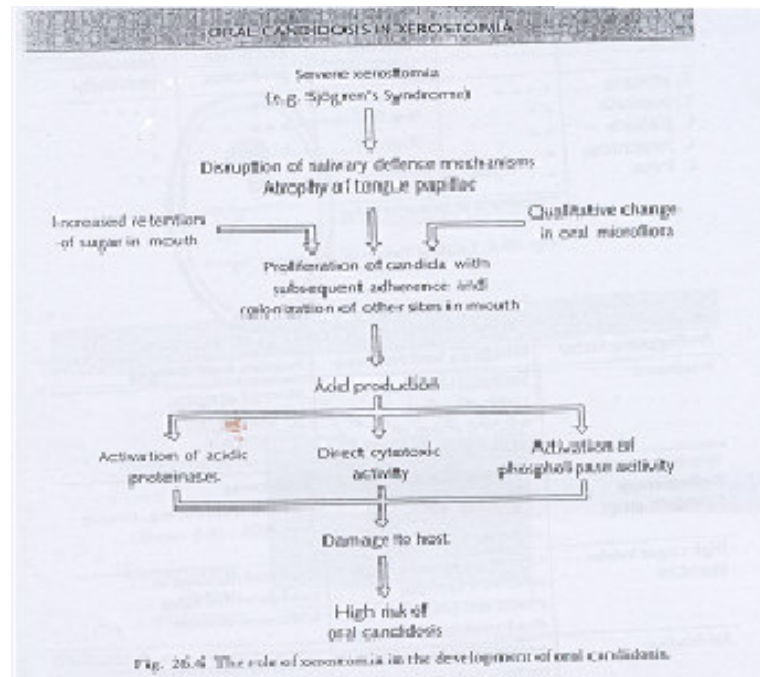 ORAL CANDIDOSIS IN XEROSTOMIA
Severe xerostomia
(e.g. Sjögren's Syndrome)
Disruption of salivary defence mechanisms
Atrophy of tongue papillae
Increased retention
of sugar in mouth
Qualitative change
in oral microflora
Proliferation of candida with
subsequent adherence and
colonization of other sites in mouth
Acid production
Activation of acidic
proteinases
Direct cytotoxic
activity
Activation of
phospholipase activity
Damage to host
High risk of
oral candidosis
Fig. 26.4 The role of xerostomia in the development of oral candidosis.